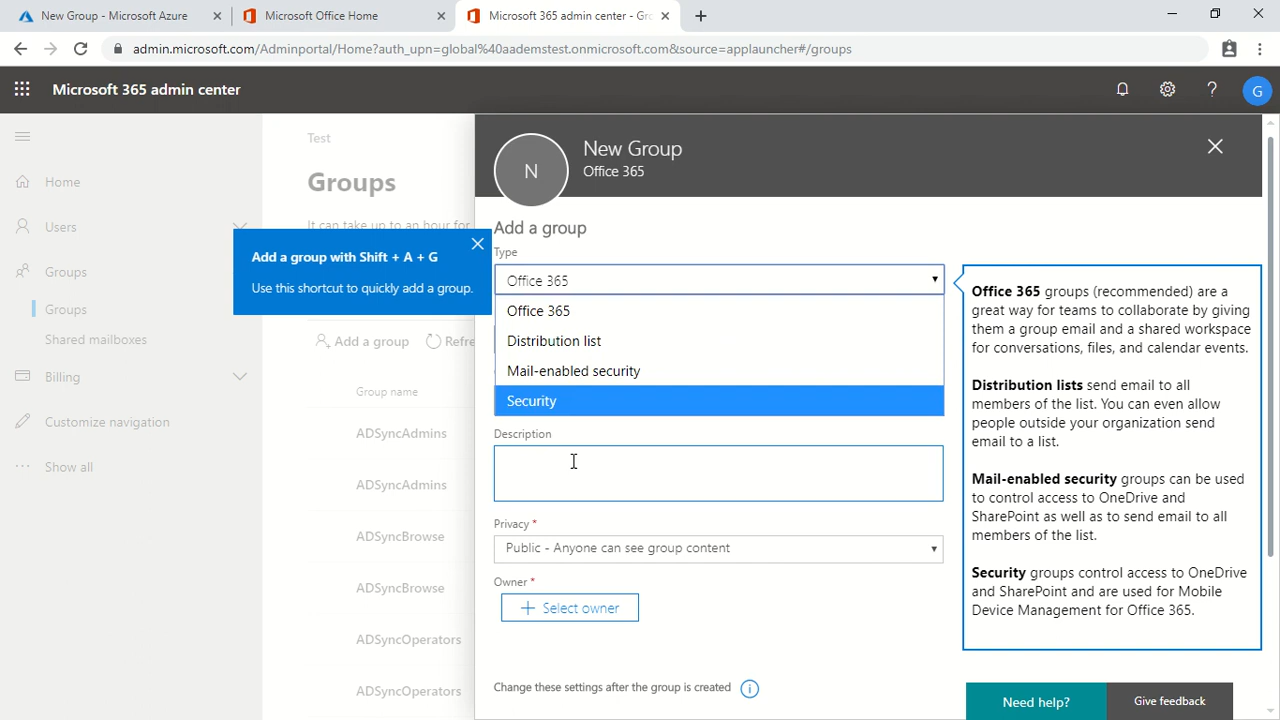 New Group - Microsoft Azure
Microsoft Office Home
Microsoft 365 admin center - Gr
admin.microsoft.com/Adminportal/Home?auth_upn=global%40aademstest.onmicrosoft.com&source=applauncher#/groups
Microsoft 365 admin center
?
G
Home
Users
Groups
Groups
Shared mailboxes
Billing
Customize navigation
Show all
Test
Groups
It can take up to an hour for
Add a group with Shift + A + G
Use this shortcut to quickly add a group.
Add a group
Refre
Group name
ADSyncAdmins
ADSyncAdmins
ADSyncBrowse
ADSyncBrowse
ADSyncOperators
ADSyncOperators
N
New Group
Office 365
Add a group
Type
Office 365
Office 365
Distribution list
Mail-enabled security
Security
Description
Privacy *
Public - Anyone can see group content
Owner *
Select owner
Change these settings after the group is created
Office 365 groups (recommended) are a
great way for teams to collaborate by giving
them a group email and a shared workspace
for conversations, files, and calendar events.
Distribution lists send email to all
members of the list. You can even allow
people outside your organization send
email to a list.
Mail-enabled security groups can be used
to control access to OneDrive and
SharePoint as well as to send email to all
members of the list.
Security groups control access to OneDrive
and SharePoint and are used for Mobile
Device Management for Office 365.
Need help?
Give feedback